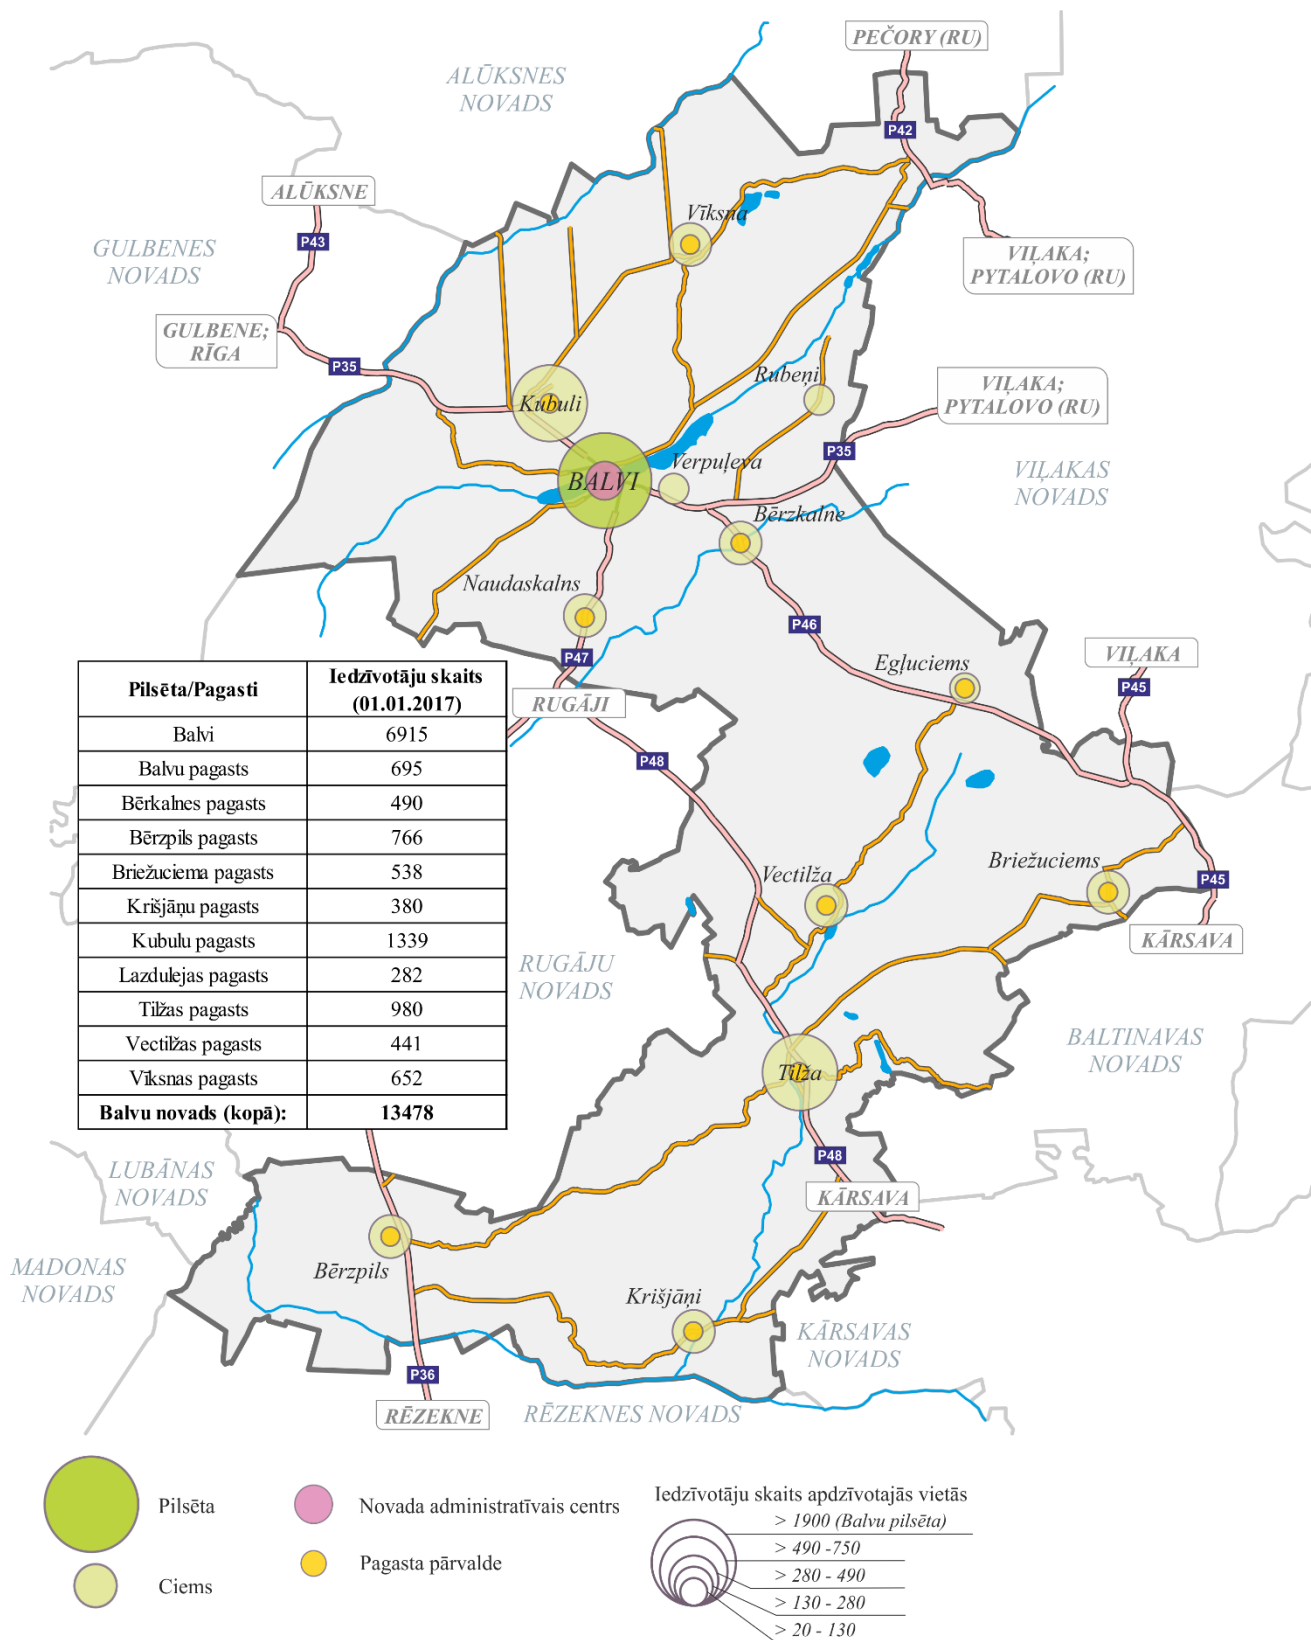 PEČORY (RU)
ALŪKSNES
NOVADS
P42
ALŪKSNE
Vīksna
P43
GULBENES
NOVADS
VIĻAKA;
PYTALOVO (RU)
GULBENE;
RĪGA
P35
Rubeņi
VIĻAKA;
PYTALOVO (RU)
Kubuli
P35
Verpuļeva
VIĻAKAS
NOVADS
BALVI
Bērzkalne
Naudaskalns
P46
P47
Egļuciems
VIĻAKA
P45
RUGĀJI
P48
Pilsēta/Pagasti Iedzīvotāju skaits
(01.01.2017)
Balvi 6915
Balvu pagasts 695
Bērkalnes pagasts 490
Bērzpils pagasts 766
Briežuciema pagasts 538
Krišjāņu pagasts 380
Kubulu pagasts 1339
Lazdulejas pagasts 282
Tilžas pagasts 980
Vectilžas pagasts 441
Vīksnas pagasts 652
Balvu novads (kopā): 13478
Vectilža
Briežuciems
P45
KĀRSAVA
RUGĀJU
NOVADS
BALTINAVAS
NOVADS
Tilža
P48
LUBĀNAS
NOVADS
KĀRSAVA
MADONAS
NOVADS
Bērzpils
Krišjāņi
KĀRSAVAS
NOVADS
P36
RĒZEKNE
RĒZEKNES NOVADS
Pilsēta
Ciems
Novada administratīvais centrs
Pagasta pārvalde
Iedzīvotāju skaits apdzīvotajās vietās
> 1900 (Balvu pilsēta)
> 490 -750
> 280 - 490
> 130 - 280
> 20 - 130